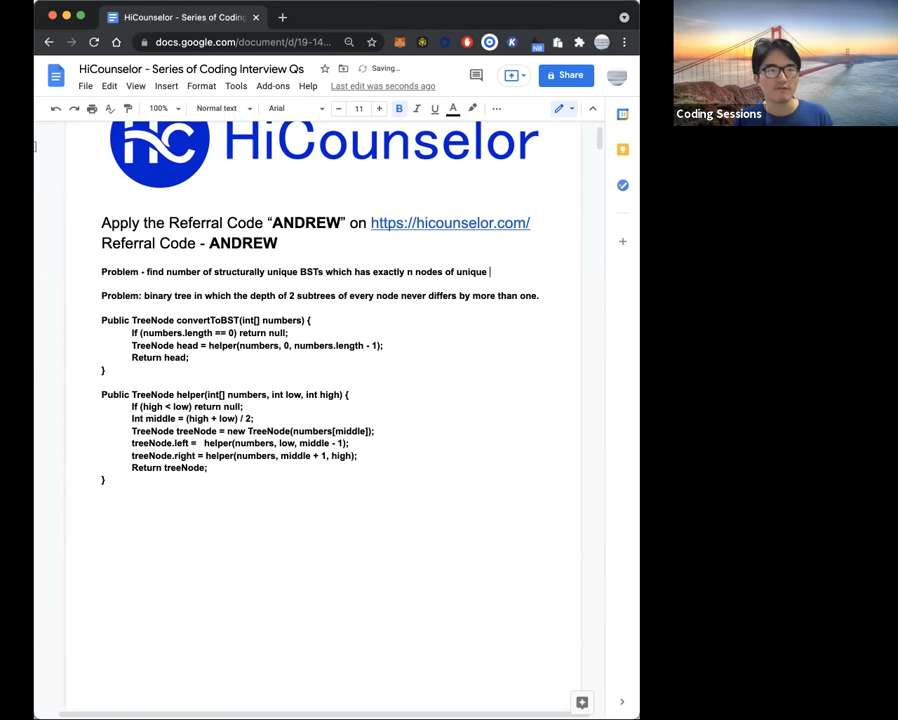 HiCounselor - Series of Coding
docs.google.com/document/d/19-14...
N8
HiCounselor - Series of Coding Interview Qs
Saving...
Share
File Edit View Insert Format Tools Add-ons Help Last edit was seconds ago
100% Normal text Arial 11 B I U A
HiCounselor
Apply the Referral Code “ANDREW” on https://hicounselor.com/
Referral Code - ANDREW
Problem - find number of structurally unique BSTs which has exactly n nodes of unique
Problem: binary tree in which the depth of 2 subtrees of every node never differs by more than one.
Public TreeNode convertToBST(int[] numbers) {
If (numbers.length == 0) return null;
TreeNode head = helper(numbers, 0, numbers.length - 1);
Return head;
}
Public TreeNode helper(int[] numbers, int low, int high) {
If (high < low) return null;
Int middle = (high + low) / 2;
TreeNode treeNode = new TreeNode(numbers[middle]);
treeNode.left = helper(numbers, low, middle - 1);
treeNode.right = helper(numbers, middle + 1, high);
Return treeNode;
}
Coding Sessions